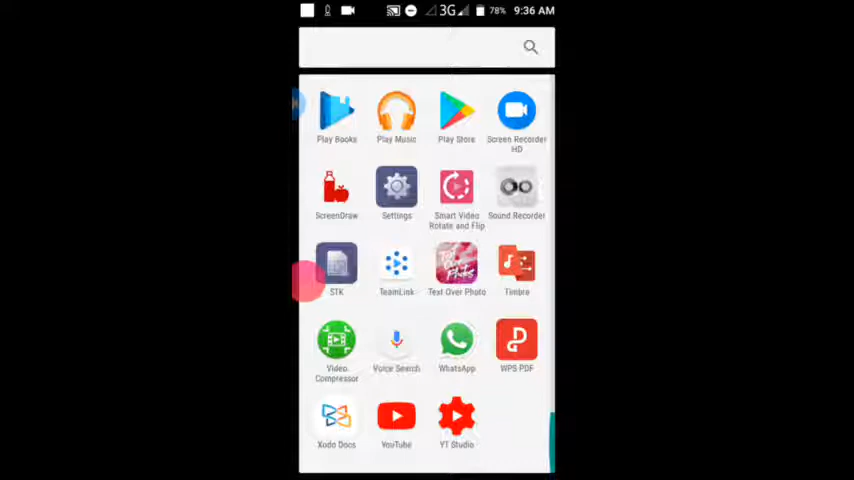 3G 78% 9:36 AM
Play Books Play Music Play Store Screen Recorder
HD
ScreenDraw Settings Smart Video Sound Recorder
Rotate and Flip
STK TeamLink Text Over Photo Timbre
Video Voice Search WhatsApp WPS PDF
Compressor
Xodo Docs YouTube YT Studio